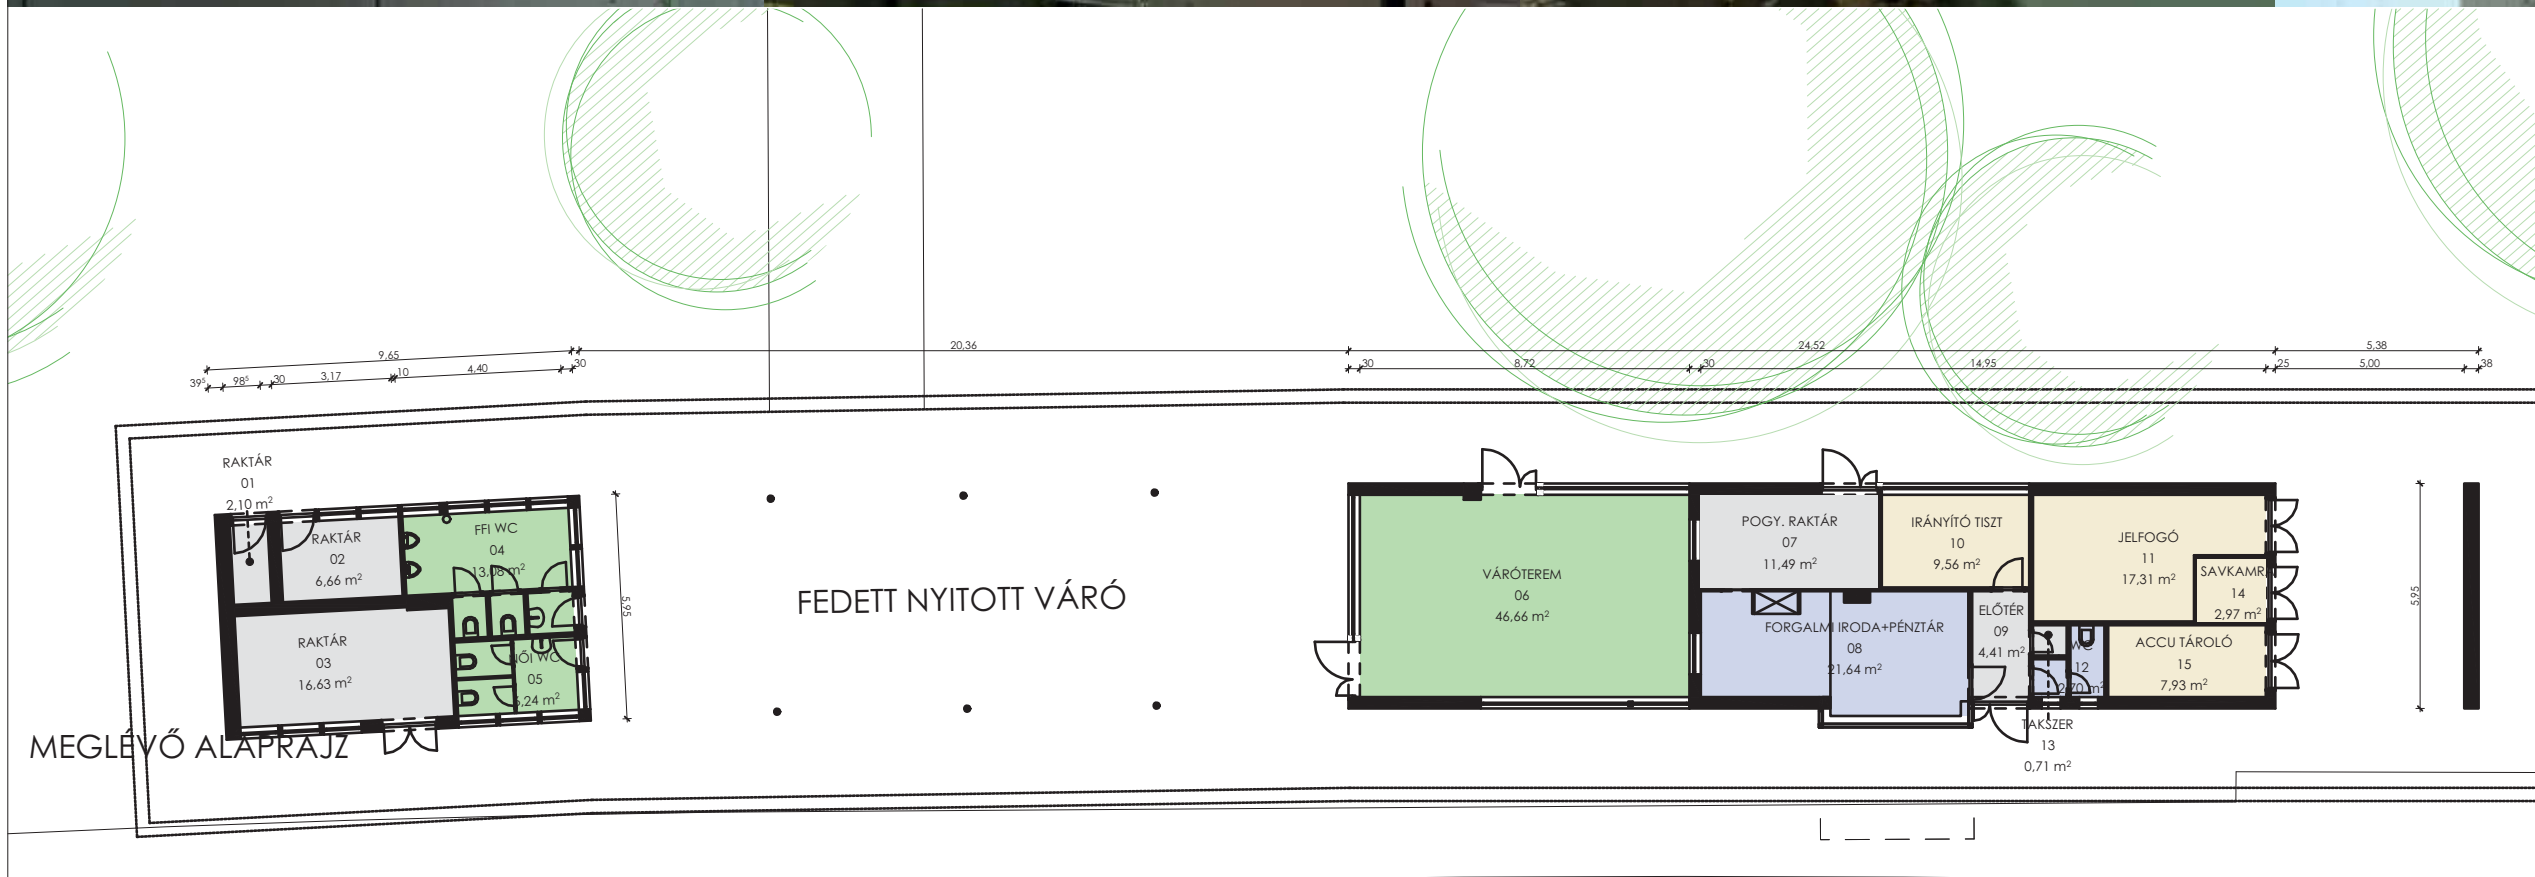 9,65
20,36
24,52
5,38
39⁵
98⁵
30
3,17
10
4,40
30
30
8,72
30
14,95
25
5,00
38
RAKTÁR
01
2,10 m²
RAKTÁR
02
6,66 m²
FFI WC
04
13,08 m²
RAKTÁR
03
16,63 m²
NŐI WC
05
6,24 m²
5,95
FEDETT NYITOTT VÁRÓ
VÁRÓTEREM
06
46,66 m²
POGY. RAKTÁR
07
11,49 m²
IRÁNYÍTÓ TISZT
10
9,56 m²
JELFOGÓ
11
17,31 m²
SAVKAMRA
14
2,97 m²
FORGALMI IRODA+PÉNZTÁR
08
21,64 m²
ELŐTÉR
09
4,41 m²
WC
12
2,70 m²
ACCU TÁROLÓ
15
7,93 m²
5,95
TAKSZER
13
0,71 m²
MEGLÉVŐ ALAPRAJZ